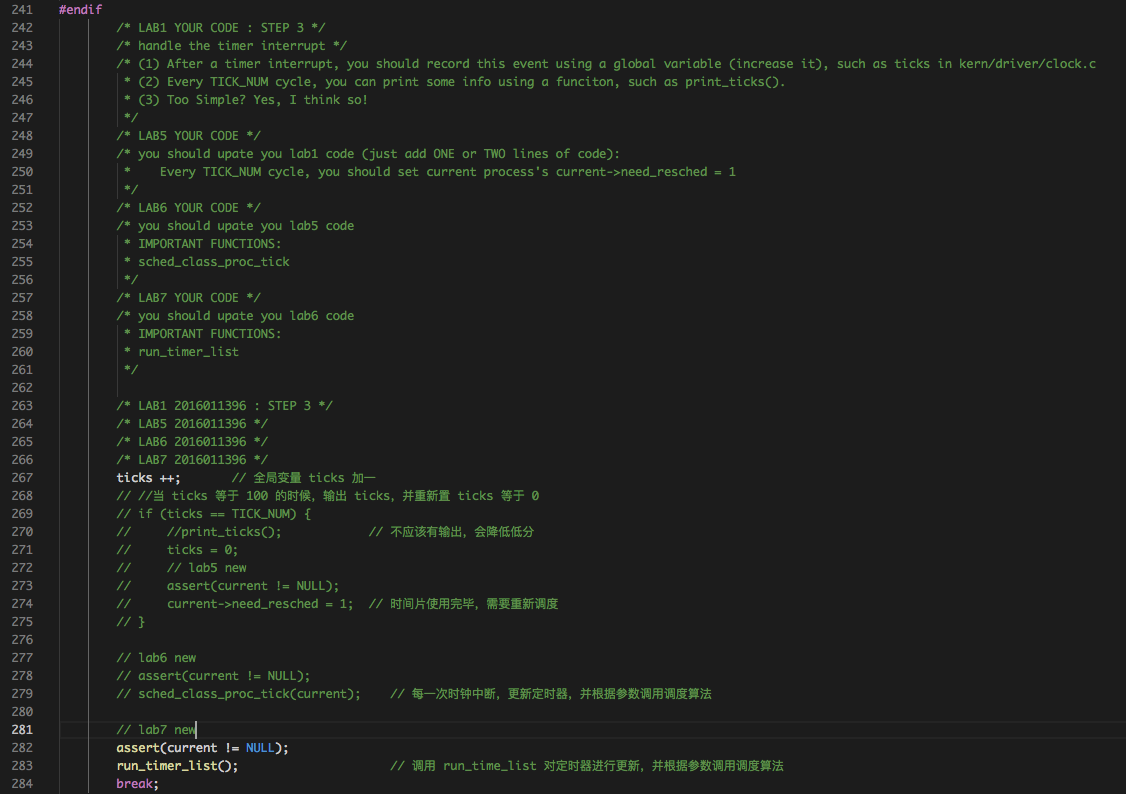 241 #endif
242 /* LAB1 YOUR CODE : STEP 3 */
243 /* handle the timer interrupt */
244 /* (1) After a timer interrupt, you should record this event using a global variable (increase it), such as ticks in kern/driver/clock.c
245 * (2) Every TICK_NUM cycle, you can print some info using a funciton, such as print_ticks().
246 * (3) Too Simple? Yes, I think so!
247 */
248 /* LAB5 YOUR CODE */
249 /* you should upate you lab1 code (just add ONE or TWO lines of code):
250 *    Every TICK_NUM cycle, you should set current process's current->need_resched = 1
251 */
252 /* LAB6 YOUR CODE */
253 /* you should upate you lab5 code
254 * IMPORTANT FUNCTIONS:
255 * sched_class_proc_tick
256 */
257 /* LAB7 YOUR CODE */
258 /* you should upate you lab6 code
259 * IMPORTANT FUNCTIONS:
260 * run_timer_list
261 */
262
263 /* LAB1 2016011396 : STEP 3 */
264 /* LAB5 2016011396 */
265 /* LAB6 2016011396 */
266 /* LAB7 2016011396 */
267 ticks ++;       // 全局变量 ticks 加一
268 // //当 ticks 等于 100 的时候，输出 ticks，并重新置 ticks 等于 0
269 // if (ticks == TICK_NUM) {
270 //     //print_ticks();            // 不应该有输出，会降低低分
271 //     ticks = 0;
272 //     // lab5 new
273 //     assert(current != NULL);
274 //     current->need_resched = 1;  // 时间片使用完毕，需要重新调度
275 // }
276
277 // lab6 new
278 // assert(current != NULL);
279 // sched_class_proc_tick(current);    // 每一次时钟中断，更新定时器，并根据参数调用调度算法
280
281 // lab7 new
282 assert(current != NULL);
283 run_timer_list();                     // 调用 run_time_list 对定时器进行更新，并根据参数调用调度算法
284 break;